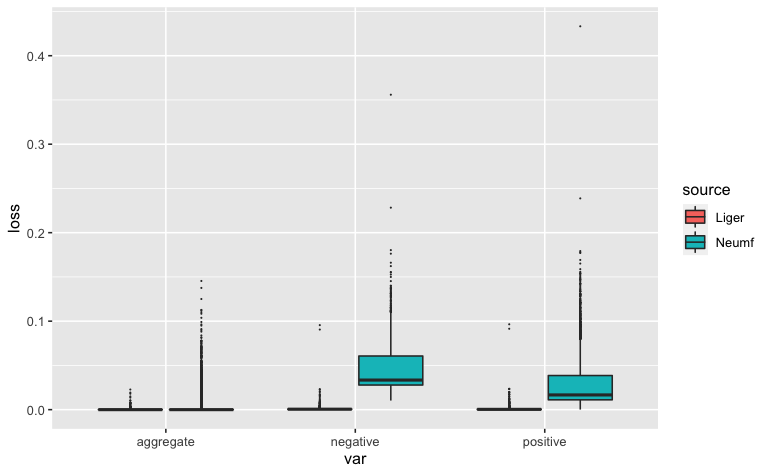 0.4
0.3
0.2
0.1
0.0
loss
aggregate
negative
positive
var
source
Liger
Neumf